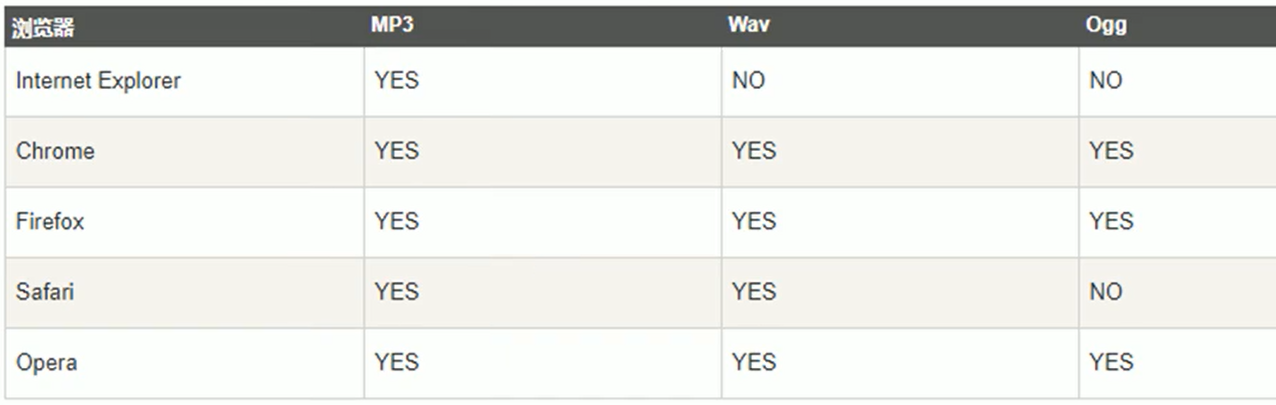 浏览器 MP3 Wav Ogg
Internet Explorer YES NO NO
Chrome YES YES YES
Firefox YES YES YES
Safari YES YES NO
Opera YES YES YES